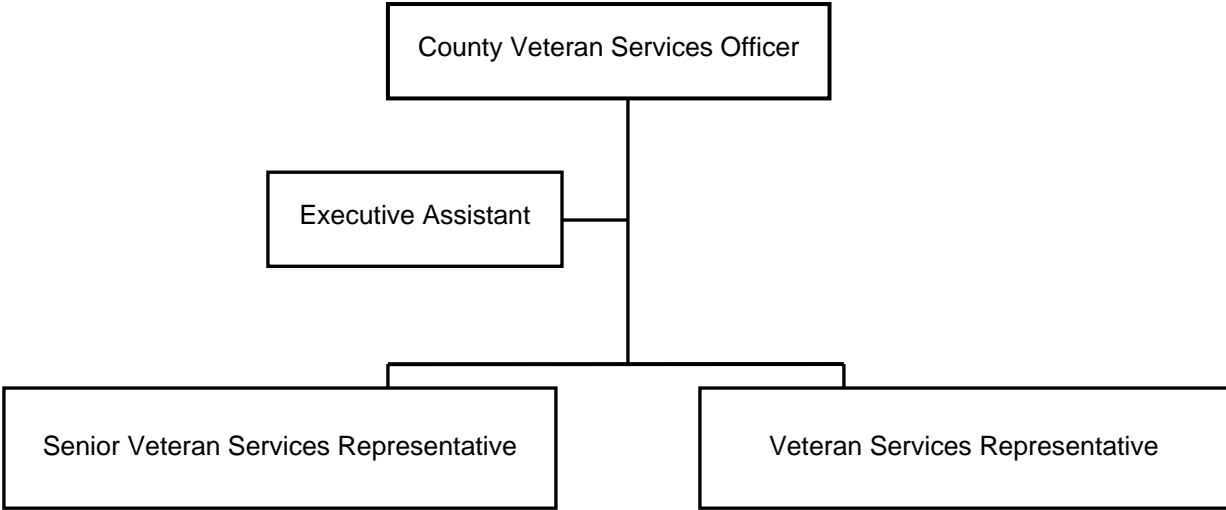 County Veteran Services Officer
Executive Assistant
Senior Veteran Services Representative
Veteran Services Representative